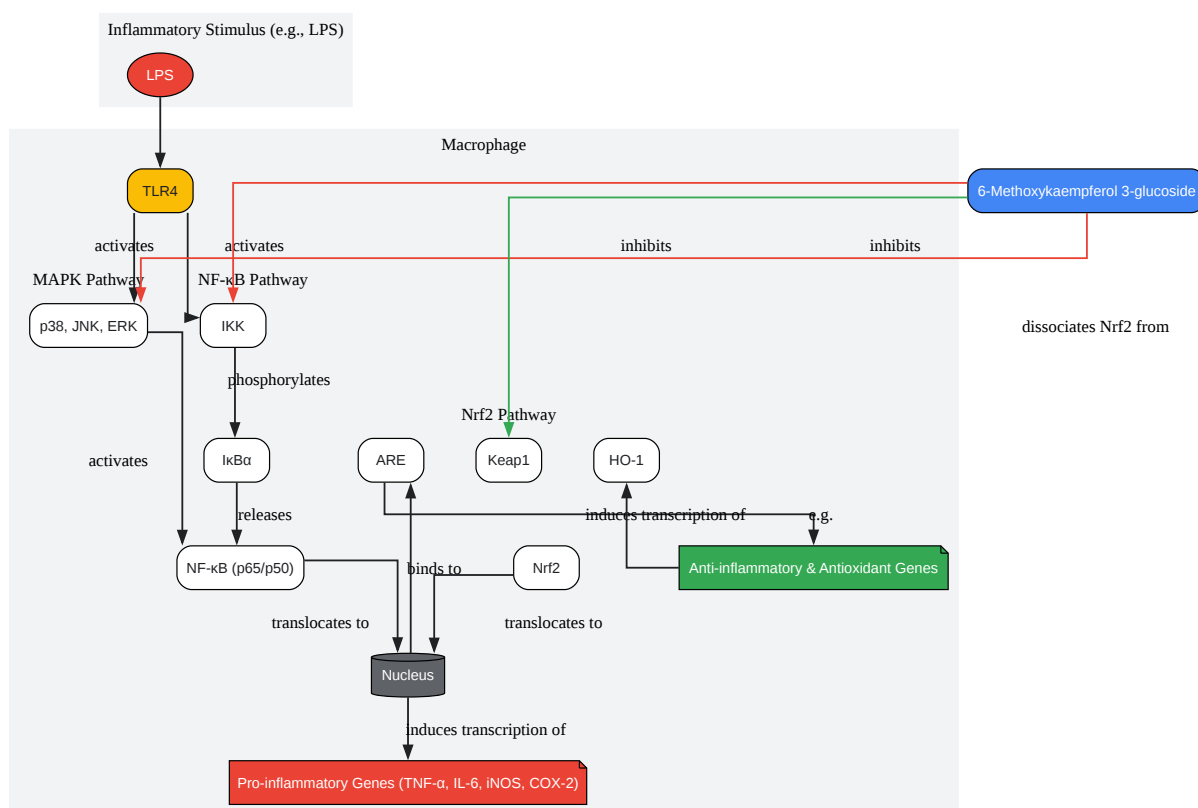 Inflammatory Stimulus (e.g., LPS)
LPS
Macrophage
TLR4
6-Methoxykaempferol 3-glucoside
activates
activates
inhibits
inhibits
MAPK Pathway
NF-κB Pathway
p38, JNK, ERK
IKK
dissociates Nrf2 from
phosphorylates
Nrf2 Pathway
activates
IκBα
ARE
Keap1
HO-1
releases
induces transcription of
e.g.
NF-κB (p65/p50)
binds to
Nrf2
Anti-inflammatory & Antioxidant Genes
translocates to
translocates to
Nucleus
induces transcription of
Pro-inflammatory Genes (TNF-α, IL-6, iNOS, COX-2)